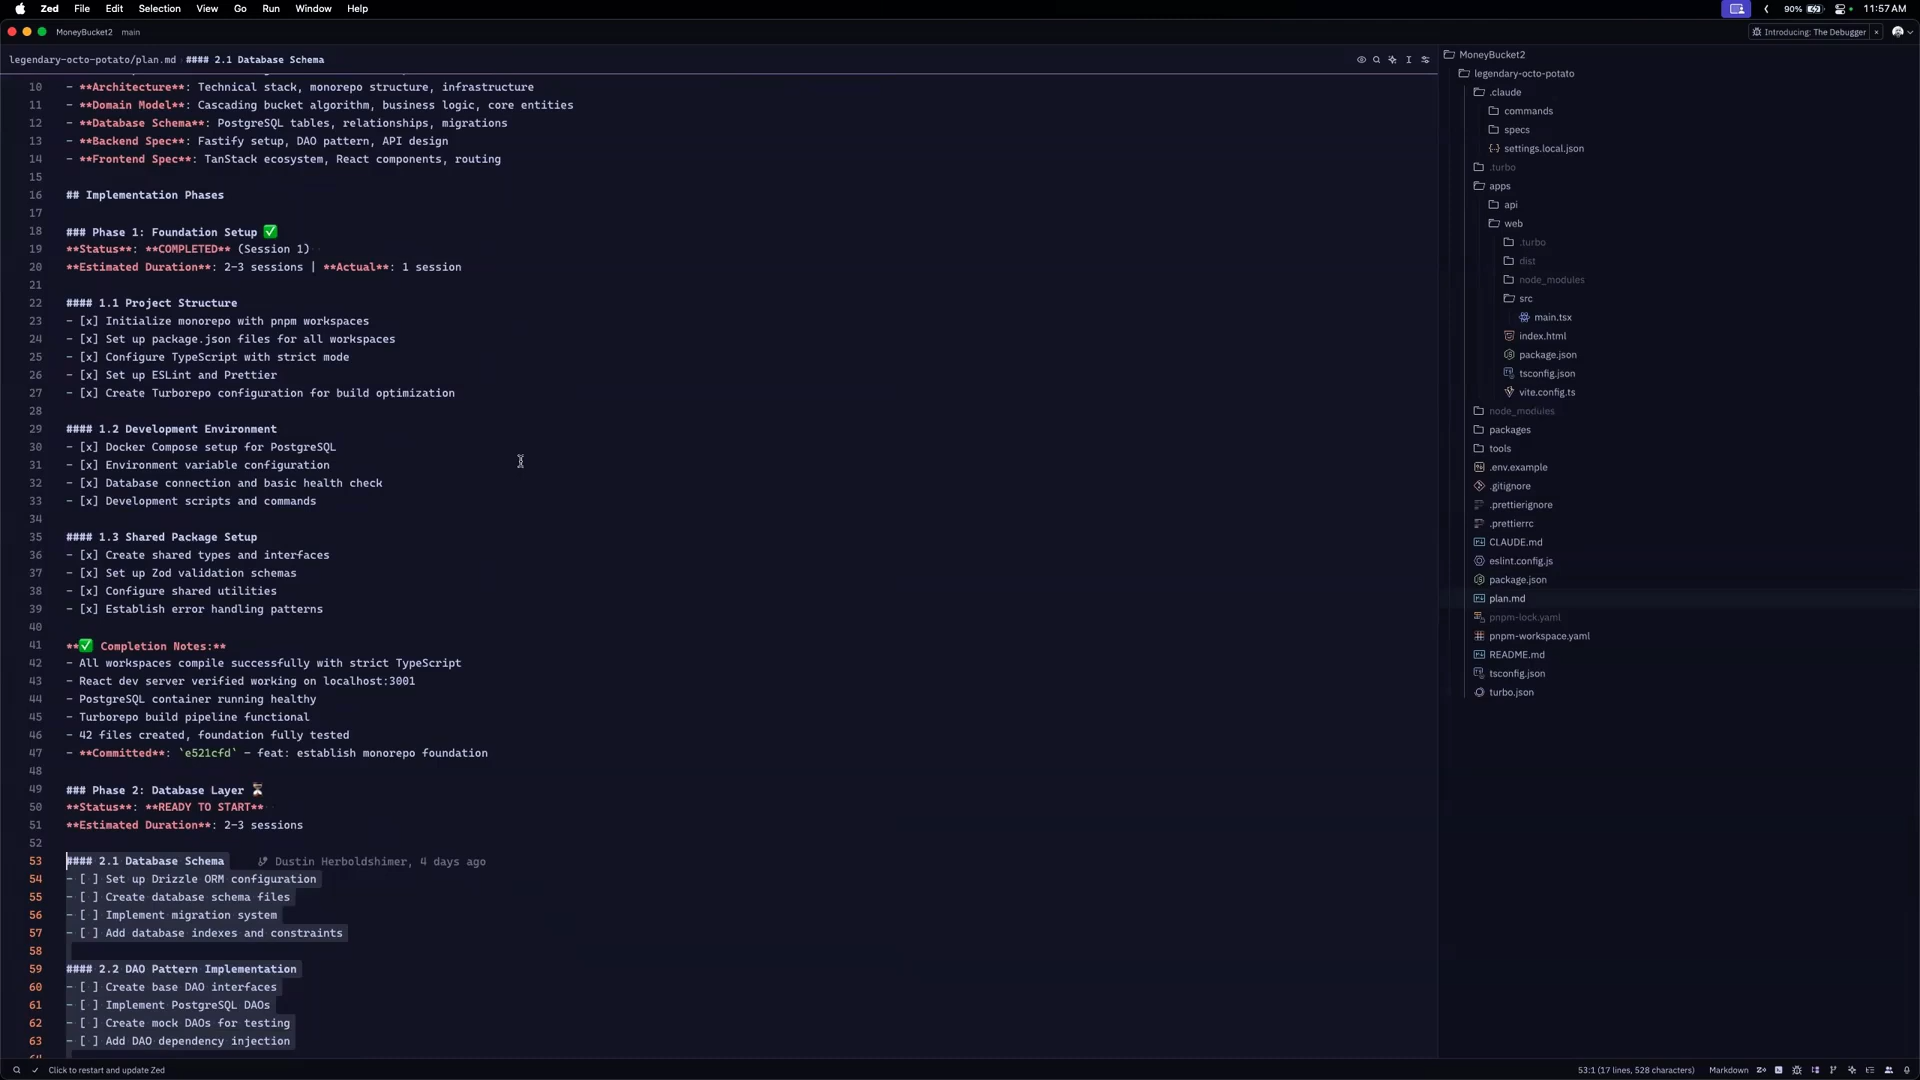 Zed File Edit Selection View Go Run Window Help
90% 11:57 AM
MoneyBucket2 main
Introducing: The Debugger ×
legendary-octo-potato/plan.md #### 2.1 Database Schema
10 - **Architecture**: Technical stack, monorepo structure, infrastructure
11 - **Domain Model**: Cascading bucket algorithm, business logic, core entities
12 - **Database Schema**: PostgreSQL tables, relationships, migrations
13 - **Backend Spec**: Fastify setup, DAO pattern, API design
14 - **Frontend Spec**: TanStack ecosystem, React components, routing
15
16 ## Implementation Phases
17
18 ### Phase 1: Foundation Setup ✅
19 **Status**: **COMPLETED** (Session 1)
20 **Estimated Duration**: 2-3 sessions | **Actual**: 1 session
21
22 #### 1.1 Project Structure
23 - [x] Initialize monorepo with pnpm workspaces
24 - [x] Set up package.json files for all workspaces
25 - [x] Configure TypeScript with strict mode
26 - [x] Set up ESLint and Prettier
27 - [x] Create Turborepo configuration for build optimization
28
29 #### 1.2 Development Environment
30 - [x] Docker Compose setup for PostgreSQL
31 - [x] Environment variable configuration
32 - [x] Database connection and basic health check
33 - [x] Development scripts and commands
34
35 #### 1.3 Shared Package Setup
36 - [x] Create shared types and interfaces
37 - [x] Set up Zod validation schemas
38 - [x] Configure shared utilities
39 - [x] Establish error handling patterns
40
41 **✅ Completion Notes:**
42 - All workspaces compile successfully with strict TypeScript
43 - React dev server verified working on localhost:3001
44 - PostgreSQL container running healthy
45 - Turborepo build pipeline functional
46 - 42 files created, foundation fully tested
47 - **Committed**: `e521cfd` - feat: establish monorepo foundation
48
49 ### Phase 2: Database Layer ⏳
50 **Status**: **READY TO START**
51 **Estimated Duration**: 2-3 sessions
52
53 #### 2.1 Database Schema Dustin Herboldshimer, 4 days ago
54 - [ ] Set up Drizzle ORM configuration
55 - [ ] Create database schema files
56 - [ ] Implement migration system
57 - [ ] Add database indexes and constraints
58
59 #### 2.2 DAO Pattern Implementation
60 - [ ] Create base DAO interfaces
61 - [ ] Implement PostgreSQL DAOs
62 - [ ] Create mock DAOs for testing
63 - [ ] Add DAO dependency injection
MoneyBucket2
legendary-octo-potato
.claude
commands
specs
settings.local.json
.turbo
apps
api
web
.turbo
dist
node_modules
src
main.tsx
index.html
package.json
tsconfig.json
vite.config.ts
node_modules
packages
tools
.env.example
.gitignore
.prettierignore
.prettierrc
CLAUDE.md
eslint.config.js
package.json
plan.md
pnpm-lock.yaml
pnpm-workspace.yaml
README.md
tsconfig.json
turbo.json
Click to restart and update Zed
53:1 (17 lines, 528 characters) Markdown